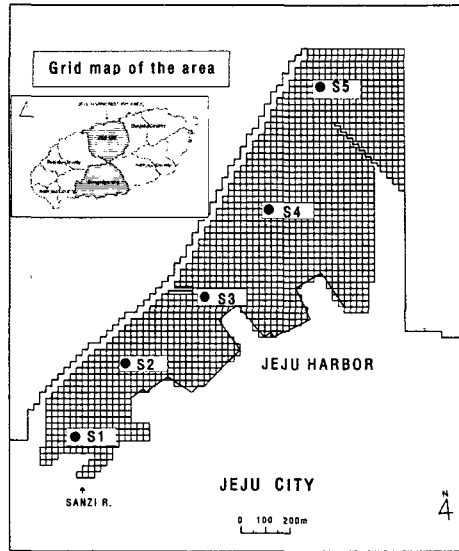 Grid map of the area
S5
S4
S3
S2
S1
JEJU HARBOR
SANZI R.
JEJU CITY
N
0 100 200m